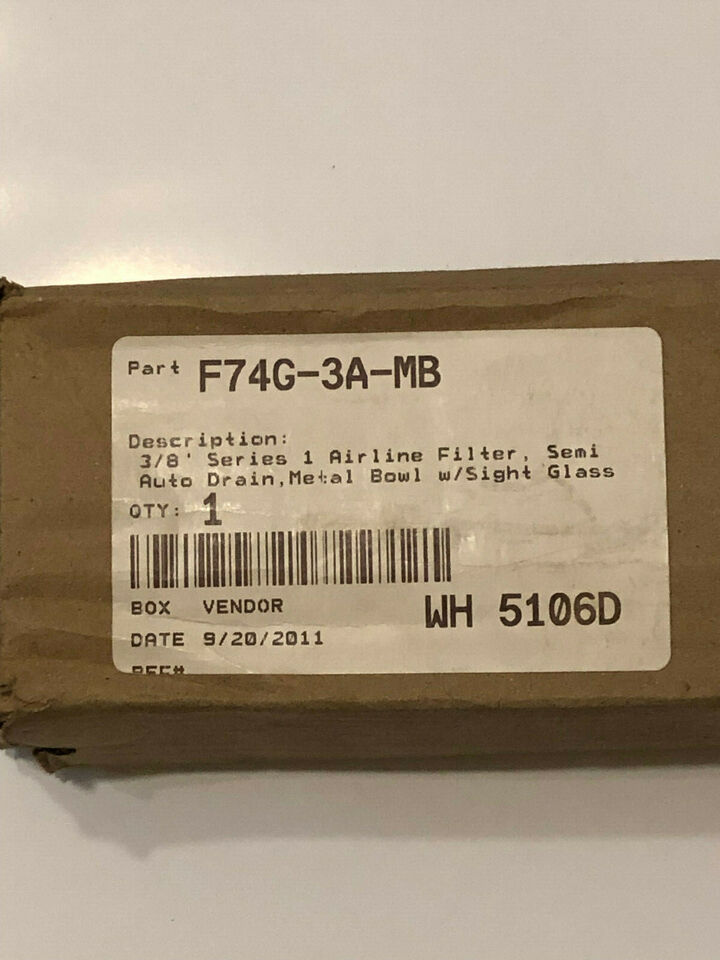 Part F74G-3A-MB
Description:
3/8' Series 1 Airline Filter, Semi
Auto Drain,Metal Bowl w/Sight Glass
QTY: 1
BOX VENDOR
WH 5106D
DATE 9/20/2011
REF#